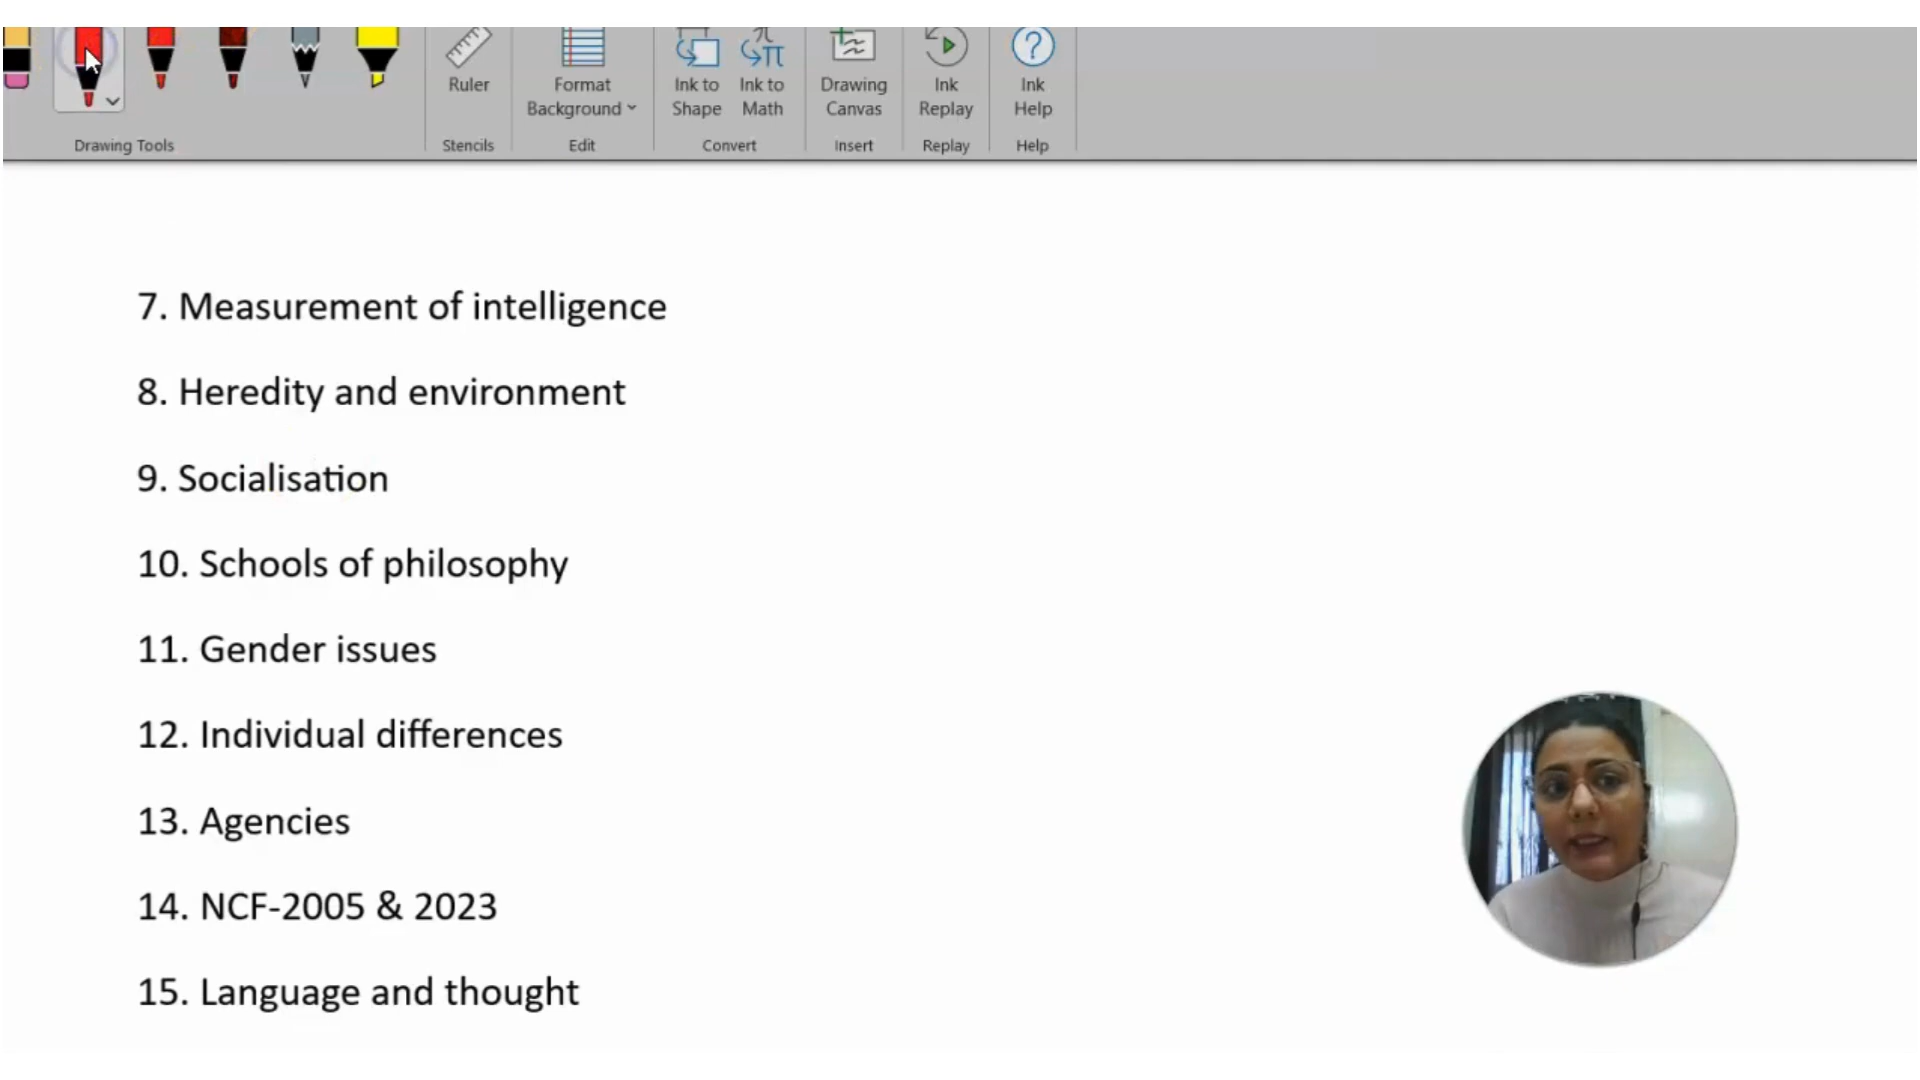 Ruler
Format
Background
Ink to
Shape
Ink to
Math
Drawing
Canvas
Ink
Replay
Ink
Help
Drawing Tools
Stencils
Edit
Convert
Insert
Replay
Help
7. Measurement of intelligence
8. Heredity and environment
9. Socialisation
10. Schools of philosophy
11. Gender issues
12. Individual differences
13. Agencies
14. NCF-2005 & 2023
15. Language and thought